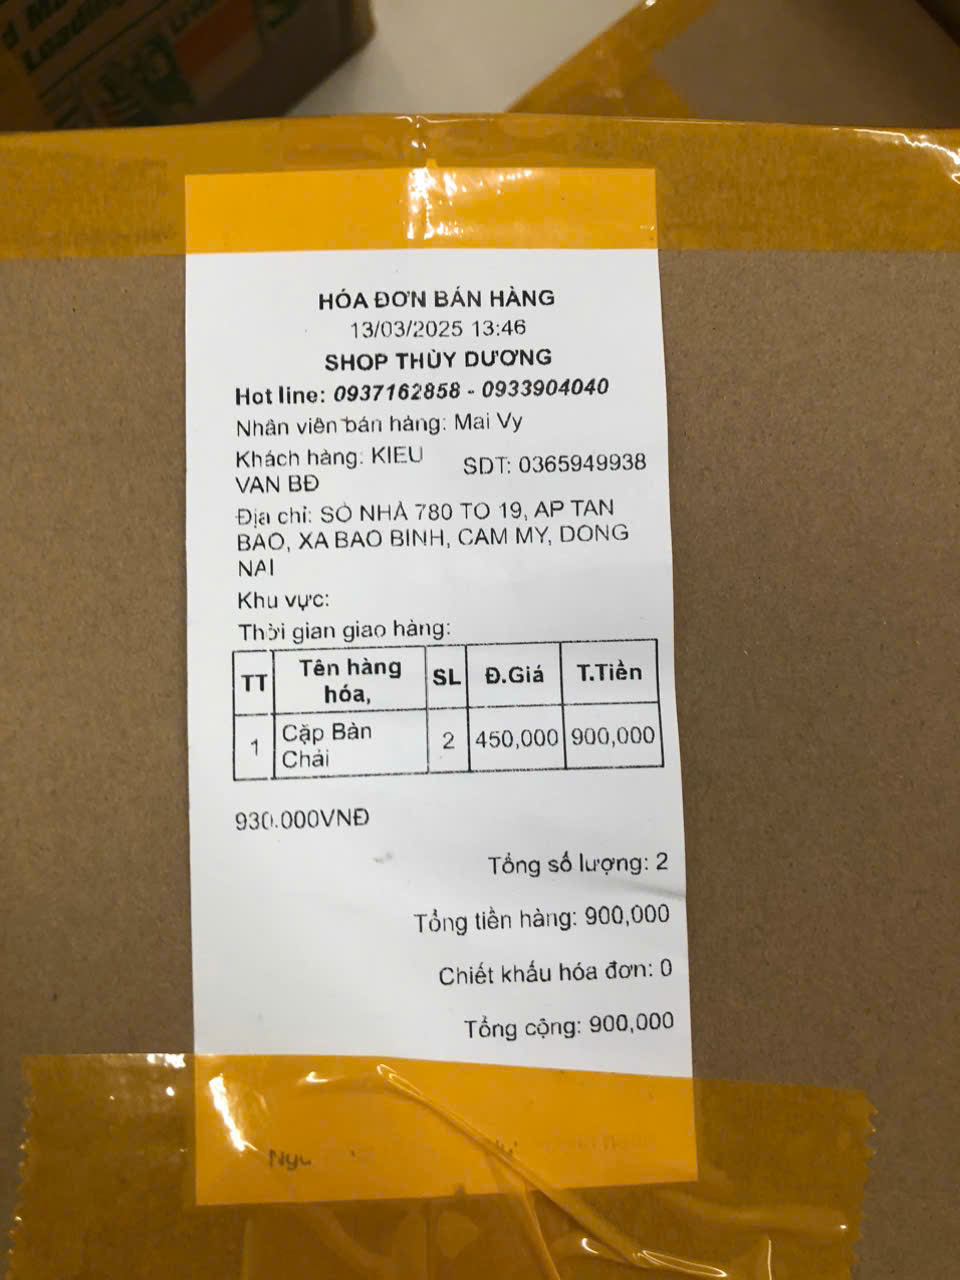 HÓA ĐƠN BÁN HÀNG
13/03/2025 13:46
SHOP THÙY DƯƠNG
Hot line: 0937162858 - 0933904040
Nhân viên bán hàng: Mai Vy
Khách hàng: KIEU VAN BĐ
SDT: 0365949938
Địa chỉ: SỐ NHÀ 780 TO 19, AP TAN
BAO, XA BAO BINH, CAM MY, DONG
NAI
Khu vực:
Thời gian giao hàng:
TT Tên hàng hóa, SL Đ.Giá T.Tiền
1 Cặp Bàn Chải 2 450,000 900,000
930.000VNĐ
Tổng số lượng: 2
Tổng tiền hàng: 900,000
Chiết khấu hóa đơn: 0
Tổng cộng: 900,000